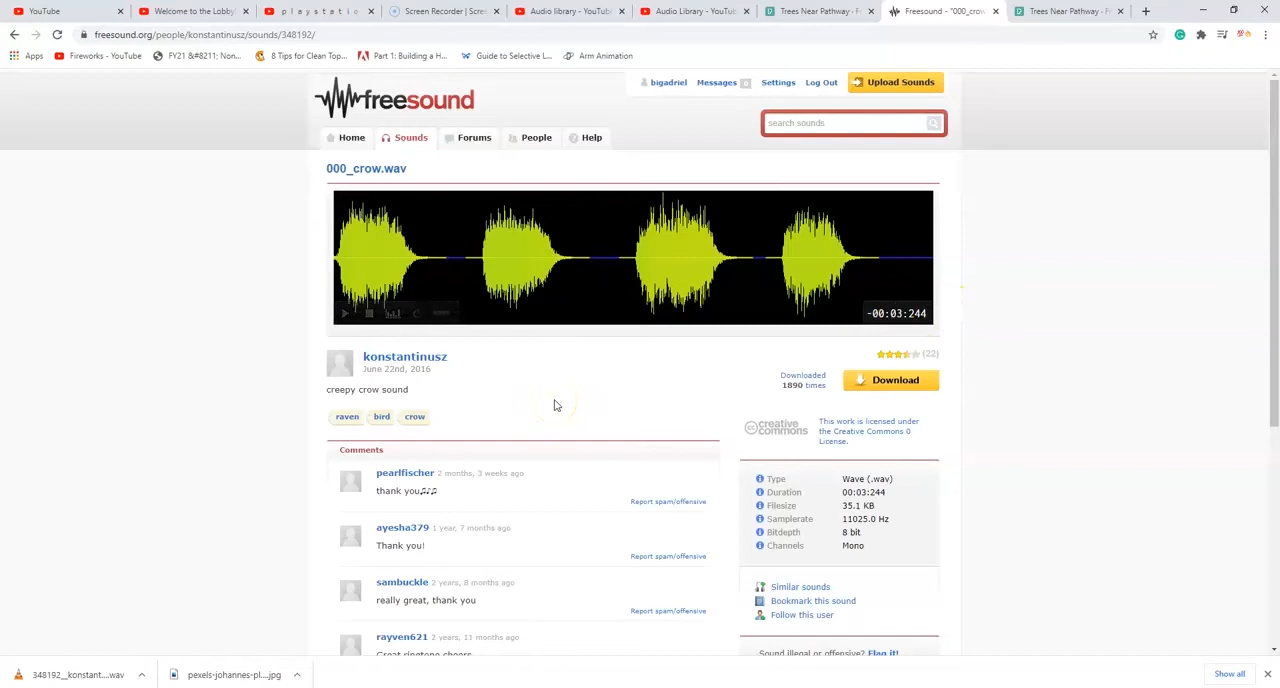 YouTube
Welcome to the Lobby
p l a y s t a t i o
Screen Recorder | Scre
Audio library - YouTube
Audio Library - YouTub
Trees Near Pathway · Fr
Freesound - "000_crow
Trees Near Pathway · Fr
freesound.org/people/konstantinusz/sounds/348192/
Apps
Fireworks - YouTube
FY21 &#8211; Non...
8 Tips for Clean Top...
Part 1: Building a H...
Guide to Selective L...
Arm Animation
freesound
bigadriel
Messages 0
Settings
Log Out
Upload Sounds
search sounds
Home
Sounds
Forums
People
Help
000_crow.wav
-00:03:244
konstantinusz
June 22nd, 2016
creepy crow sound
raven
bird
crow
(22)
Downloaded
1890 times
Download
creative
commons
This work is licensed under
the Creative Commons 0
License.
Comments
pearlfischer 2 months, 3 weeks ago
thank you♫♫♫
Report spam/offensive
ayesha379 1 year, 7 months ago
Thank you!
Report spam/offensive
sambuckle 2 years, 8 months ago
really great, thank you
Report spam/offensive
rayven621 2 years, 11 months ago
Great ringtone cheers
Type Wave (.wav)
Duration 00:03:244
Filesize 35.1 KB
Samplerate 11025.0 Hz
Bitdepth 8 bit
Channels Mono
Similar sounds
Bookmark this sound
Follow this user
Sound illegal or offensive? Flag it!
348192__konstant....wav
pexels-johannes-pl....jpg
Show all